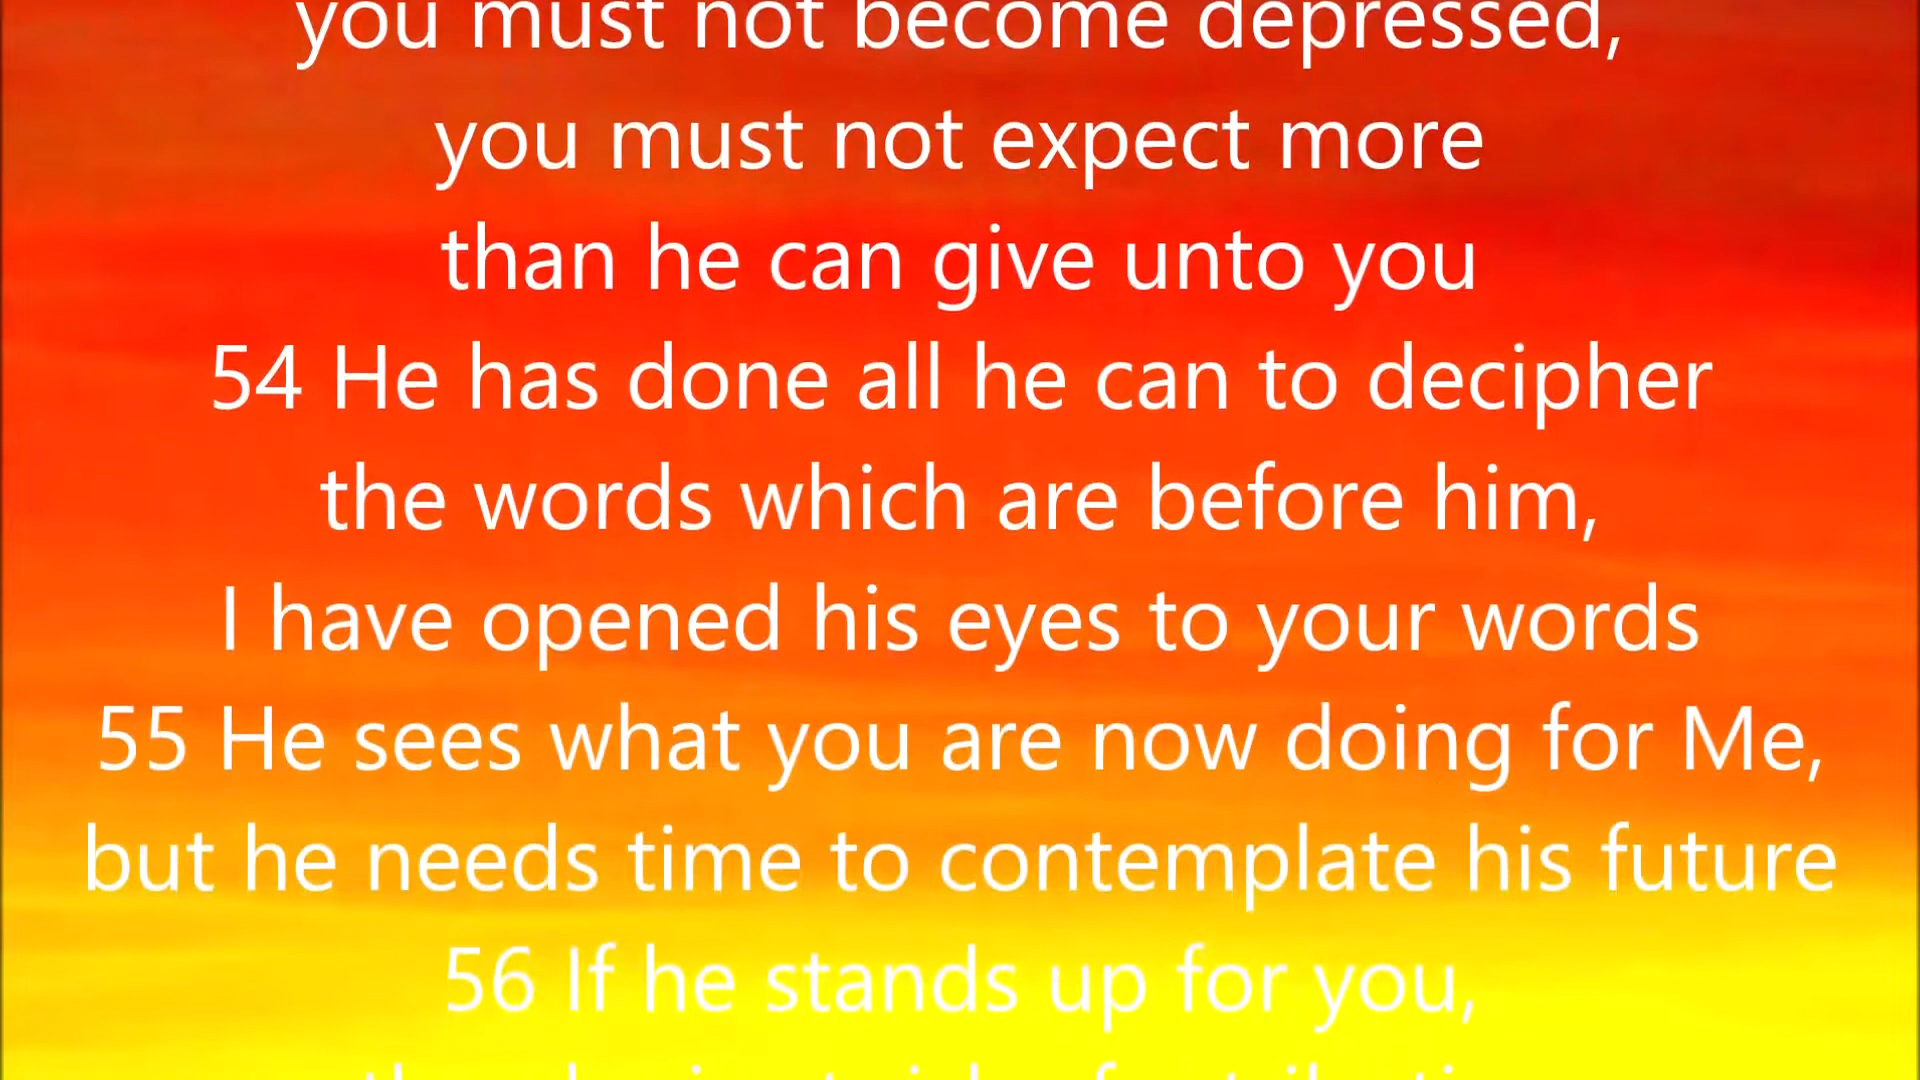 you must not become depressed,
you must not expect more
than he can give unto you
54 He has done all he can to decipher
the words which are before him,
I have opened his eyes to your words
55 He sees what you are now doing for Me,
but he needs time to contemplate his future
56 If he stands up for you,